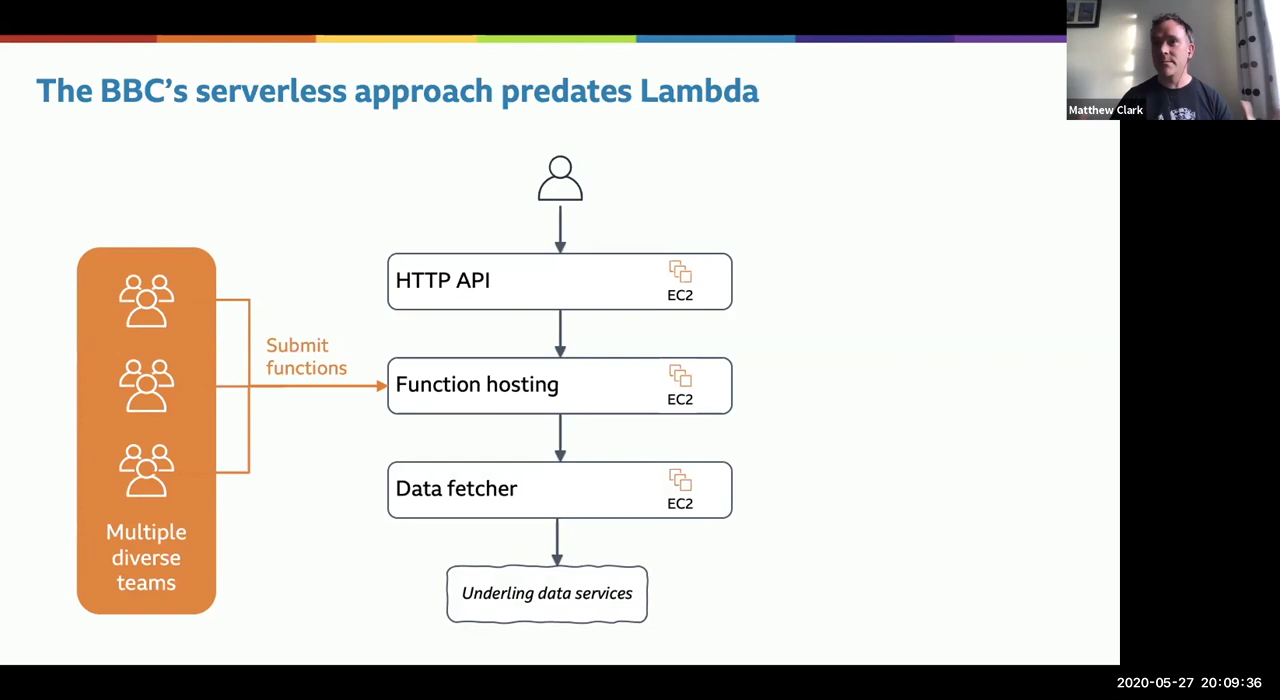 The BBC's serverless approach predates Lambda
Matthew Clark
HTTP API
EC2
Submit
functions
Function hosting
EC2
Data fetcher
EC2
Multiple
diverse
teams
Underling data services
2020-05-27 20:09:36